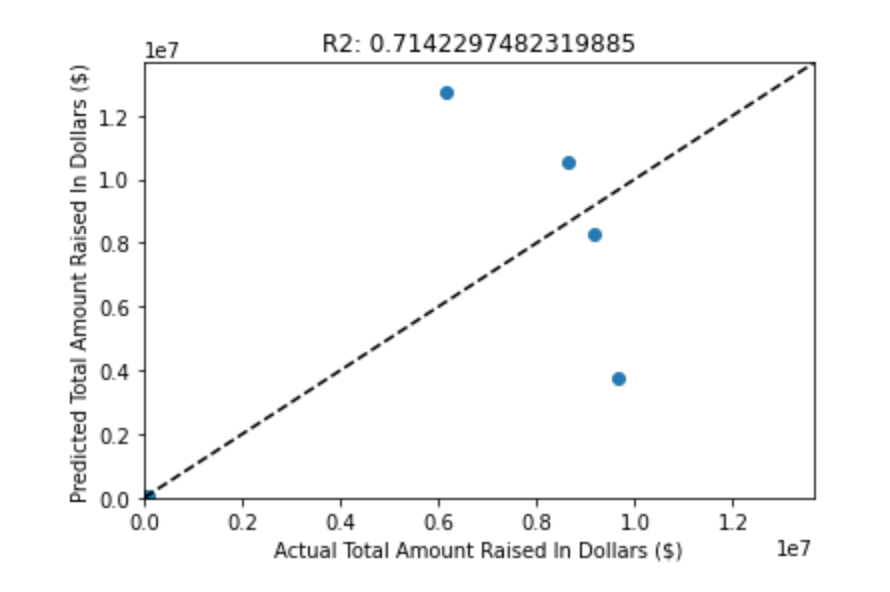 R2: 0.7142297482319885
1e7
Predicted Total Amount Raised In Dollars ($)
1.2
1.0
0.8
0.6
0.4
0.2
0.0
0.0 0.2 0.4 0.6 0.8 1.0 1.2
Actual Total Amount Raised In Dollars ($)
1e7